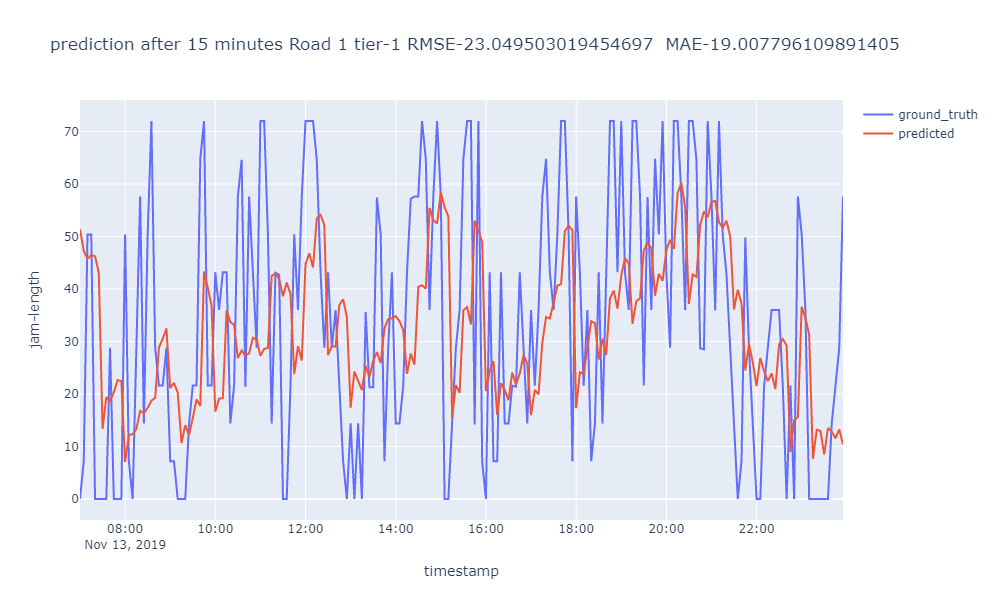 prediction after 15 minutes Road 1 tier-1 RMSE-23.049503019454697  MAE-19.007796109891405
ground_truth
predicted
70
60
50
40
30
20
10
0
jam-length
08:00 10:00 12:00 14:00 16:00 18:00 20:00 22:00
Nov 13, 2019
timestamp